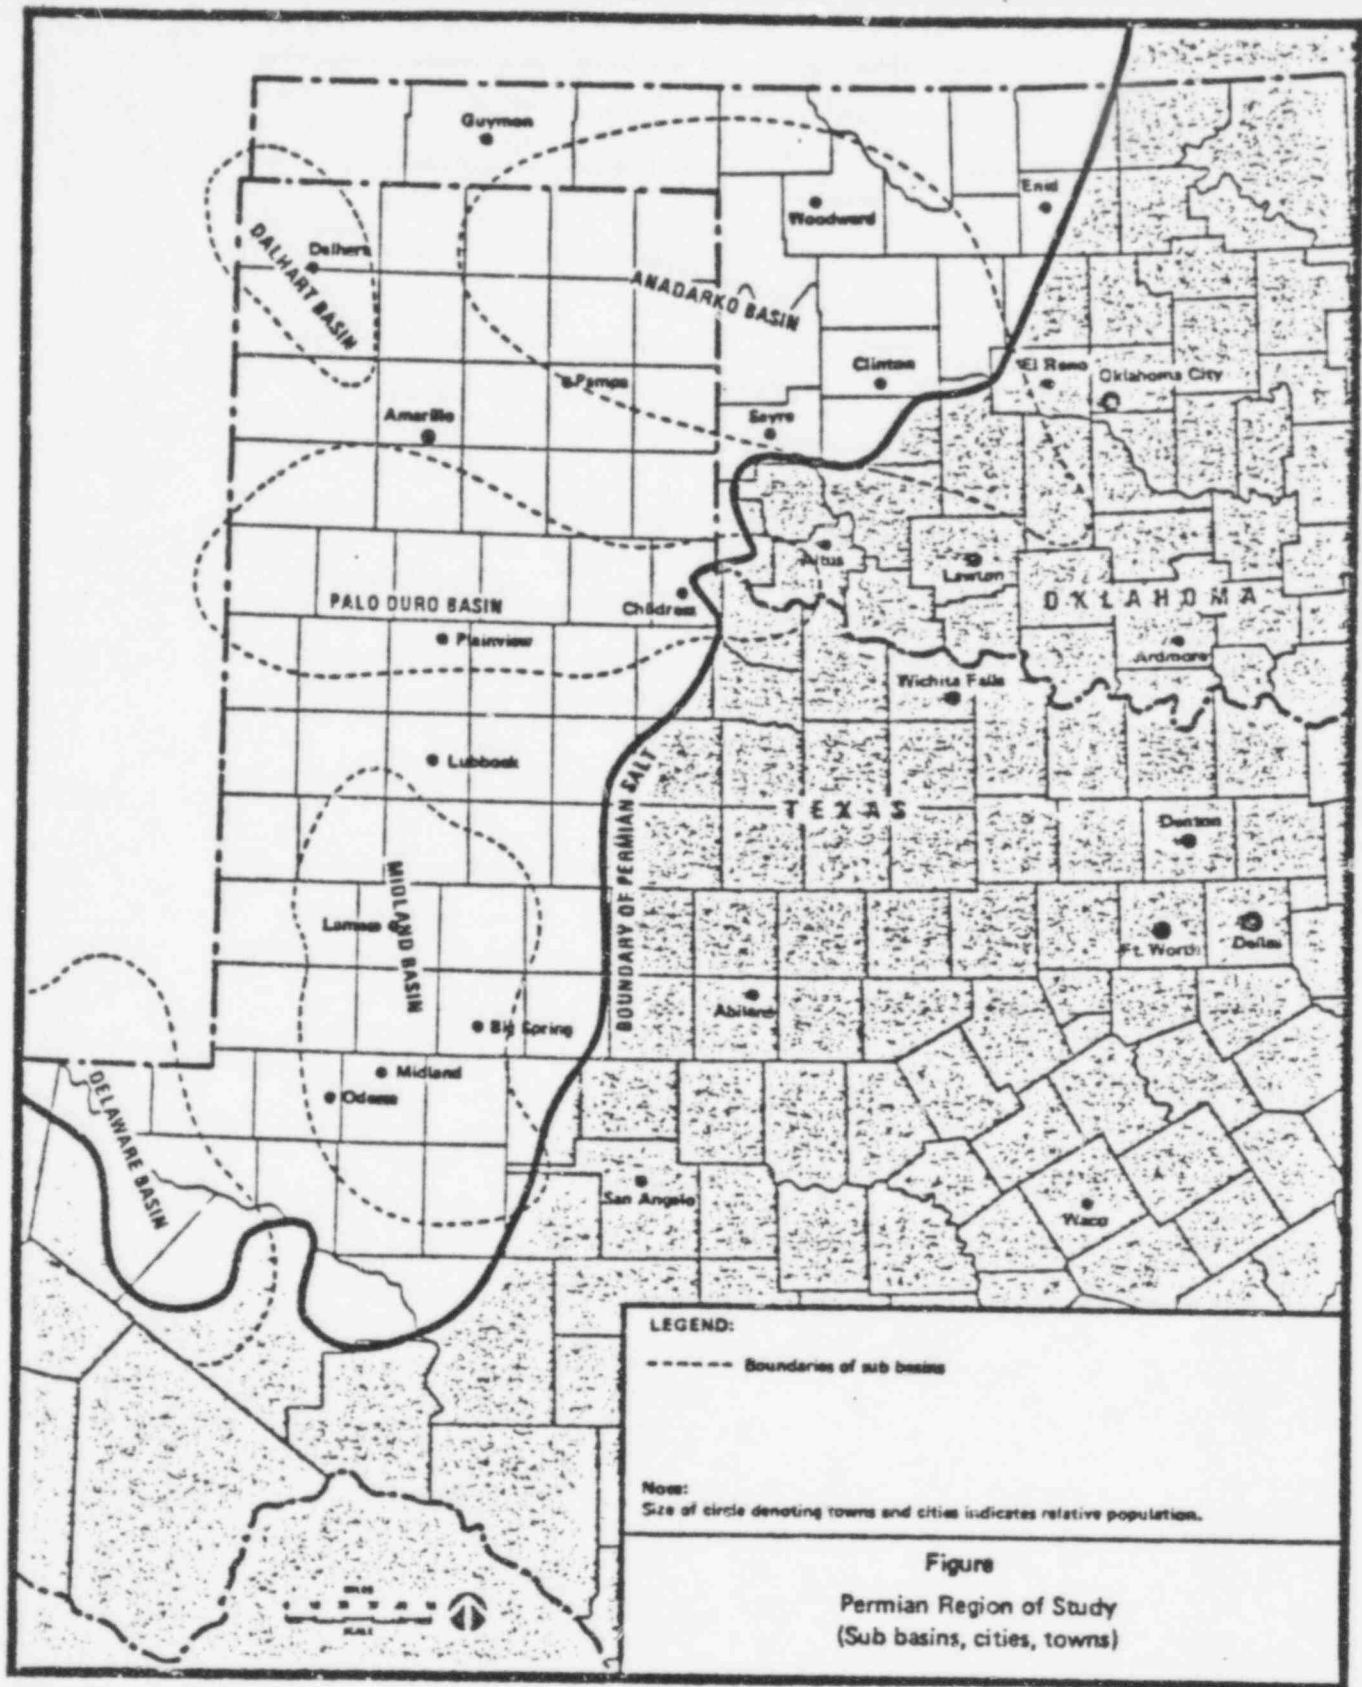 Guymon
Enid
Woodward
Dalhart
DALHART BASIN
ANADARKO BASIN
Clinton
El Reno
Oklahoma City
Pampa
Amarillo
Sayre
Altus
Lawton
OKLAHOMA
PALO DURO BASIN
Childress
Plainview
Ardmore
Wichita Falls
Lubbock
BOUNDARY OF PERMIAN SALT
TEXAS
Denton
MIDLAND BASIN
Lamesa
Ft. Worth
Dallas
Big Spring
Abilene
Midland
Odessa
DELAWARE BASIN
San Angelo
Waco
LEGEND:
Boundaries of sub basins
Note:
Size of circle denoting towns and cities indicates relative population.
MILES
SCALE
Figure
Permian Region of Study
(Sub basins, cities, towns)